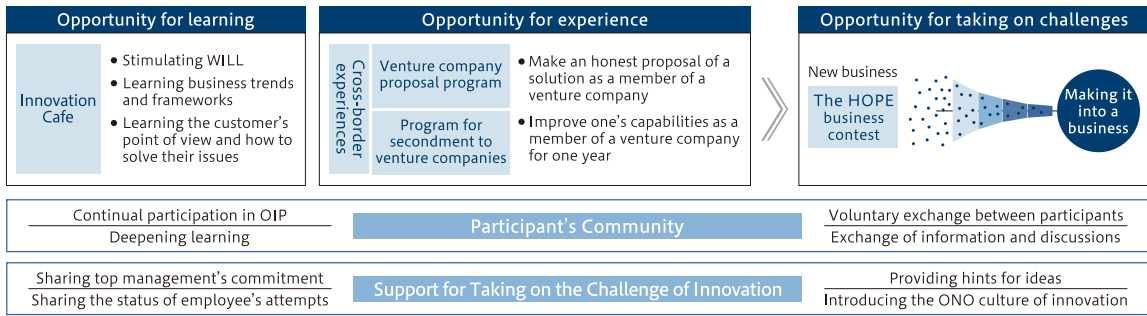 Opportunity for learning
Innovation
Cafe
• Stimulating WILL
• Learning business trends
and frameworks
• Learning the customer's
point of view and how to
solve their issues
Opportunity for experience
Cross-border
experiences
Venture company
proposal program
Program for
secondment to
venture companies
• Make an honest proposal of a
solution as a member of a
venture company
• Improve one's capabilities as a
member of a venture company
for one year
Opportunity for taking on challenges
New business
The HOPE
business
contest
Making it
into a
business
Continual participation in OIP
Deepening learning
Participant's Community
Voluntary exchange between participants
Exchange of information and discussions
Sharing top management's commitment
Sharing the status of employee's attempts
Support for Taking on the Challenge of Innovation
Providing hints for ideas
Introducing the ONO culture of innovation